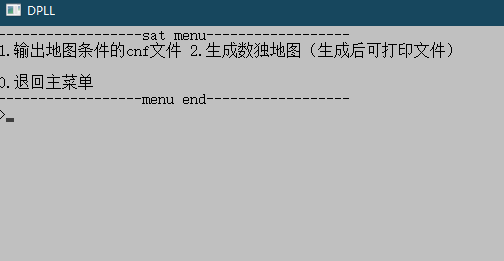 DPLL
------------------sat menu------------------
1.输出地图条件的cnf文件 2.生成数独地图（生成后可打印文件）
0.退回主菜单
------------------menu end------------------
>